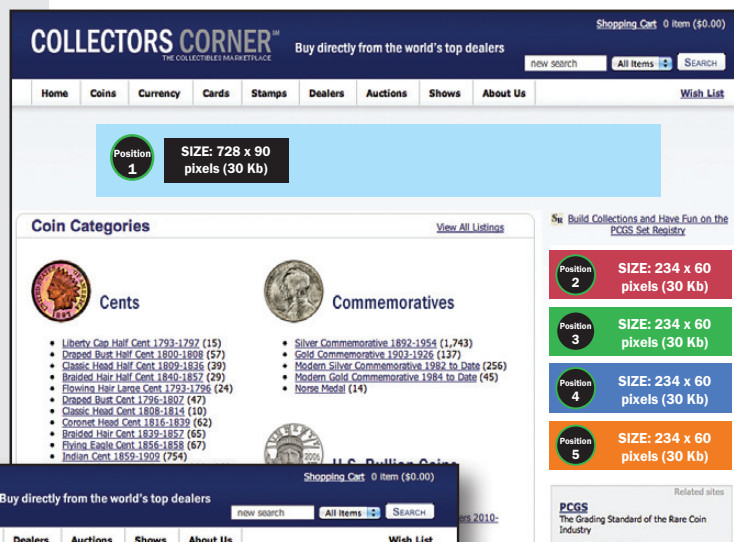 Shopping Cart 0 item ($0.00)
COLLECTORS CORNER℠
THE COLLECTIBLES MARKETPLACE
Buy directly from the world's top dealers
new search All Items SEARCH
Home Coins Currency Cards Stamps Dealers Auctions Shows About Us Wish List
Position
1
SIZE: 728 x 90
pixels (30 Kb)
Coin Categories View All Listings
Cents
Liberty Cap Half Cent 1793-1797 (15)
Draped Bust Half Cent 1800-1808 (57)
Classic Head Half Cent 1809-1836 (39)
Braided Hair Half Cent 1840-1857 (29)
Flowing Hair Large Cent 1793-1796 (24)
Draped Bust Cent 1796-1807 (47)
Classic Head Cent 1808-1814 (10)
Coronet Head Cent 1816-1839 (62)
Braided Hair Cent 1839-1857 (65)
Flying Eagle Cent 1856-1858 (67)
Indian Cent 1859-1909 (754)
Commemoratives
Silver Commemorative 1892-1954 (1,743)
Gold Commemorative 1903-1926 (137)
Modern Silver Commemorative 1982 to Date (256)
Modern Gold Commemorative 1984 to Date (45)
Norse Medal (14)
2006
U.S. Bullion Coins
ers 2010-
SR Build Collections and Have Fun on the
PCGS Set Registry
Position
2
SIZE: 234 x 60
pixels (30 Kb)
Position
3
SIZE: 234 x 60
pixels (30 Kb)
Position
4
SIZE: 234 x 60
pixels (30 Kb)
Position
5
SIZE: 234 x 60
pixels (30 Kb)
Related sites
PCGS
The Grading Standard of the Rare Coin
Industry
Shopping Cart 0 item ($0.00)
Buy directly from the world's top dealers
new search All Items SEARCH
Dealers Auctions Shows About Us Wish List